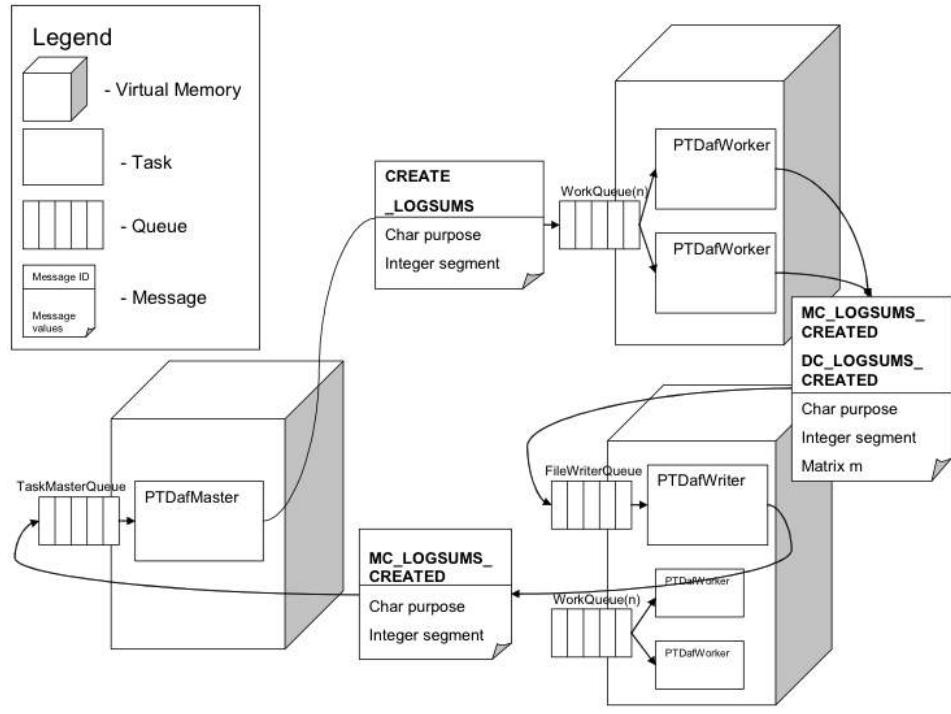 Legend
- Virtual Memory
- Task
- Queue
Message ID
Message
values
- Message
CREATE
_LOGSUMS
Char purpose
Integer segment
WorkQueue(n)
PTDafWorker
PTDafWorker
MC_LOGSUMS_
CREATED
DC_LOGSUMS_
CREATED
Char purpose
Integer segment
Matrix m
TaskMasterQueue
PTDafMaster
FileWriterQueue
PTDafWriter
MC_LOGSUMS_
CREATED
Char purpose
Integer segment
WorkQueue(n)
PTDafWorker
PTDafWorker